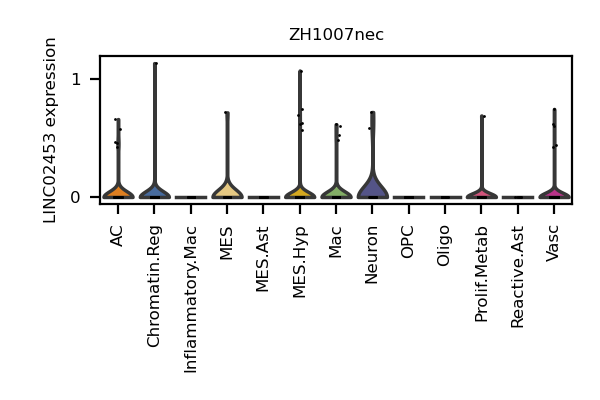 ZH1007nec
LINC02453 expression
1
0
AC
Chromatin.Reg
Inflammatory.Mac
MES
MES.Ast
MES.Hyp
Mac
Neuron
OPC
Oligo
Prolif.Metab
Reactive.Ast
Vasc